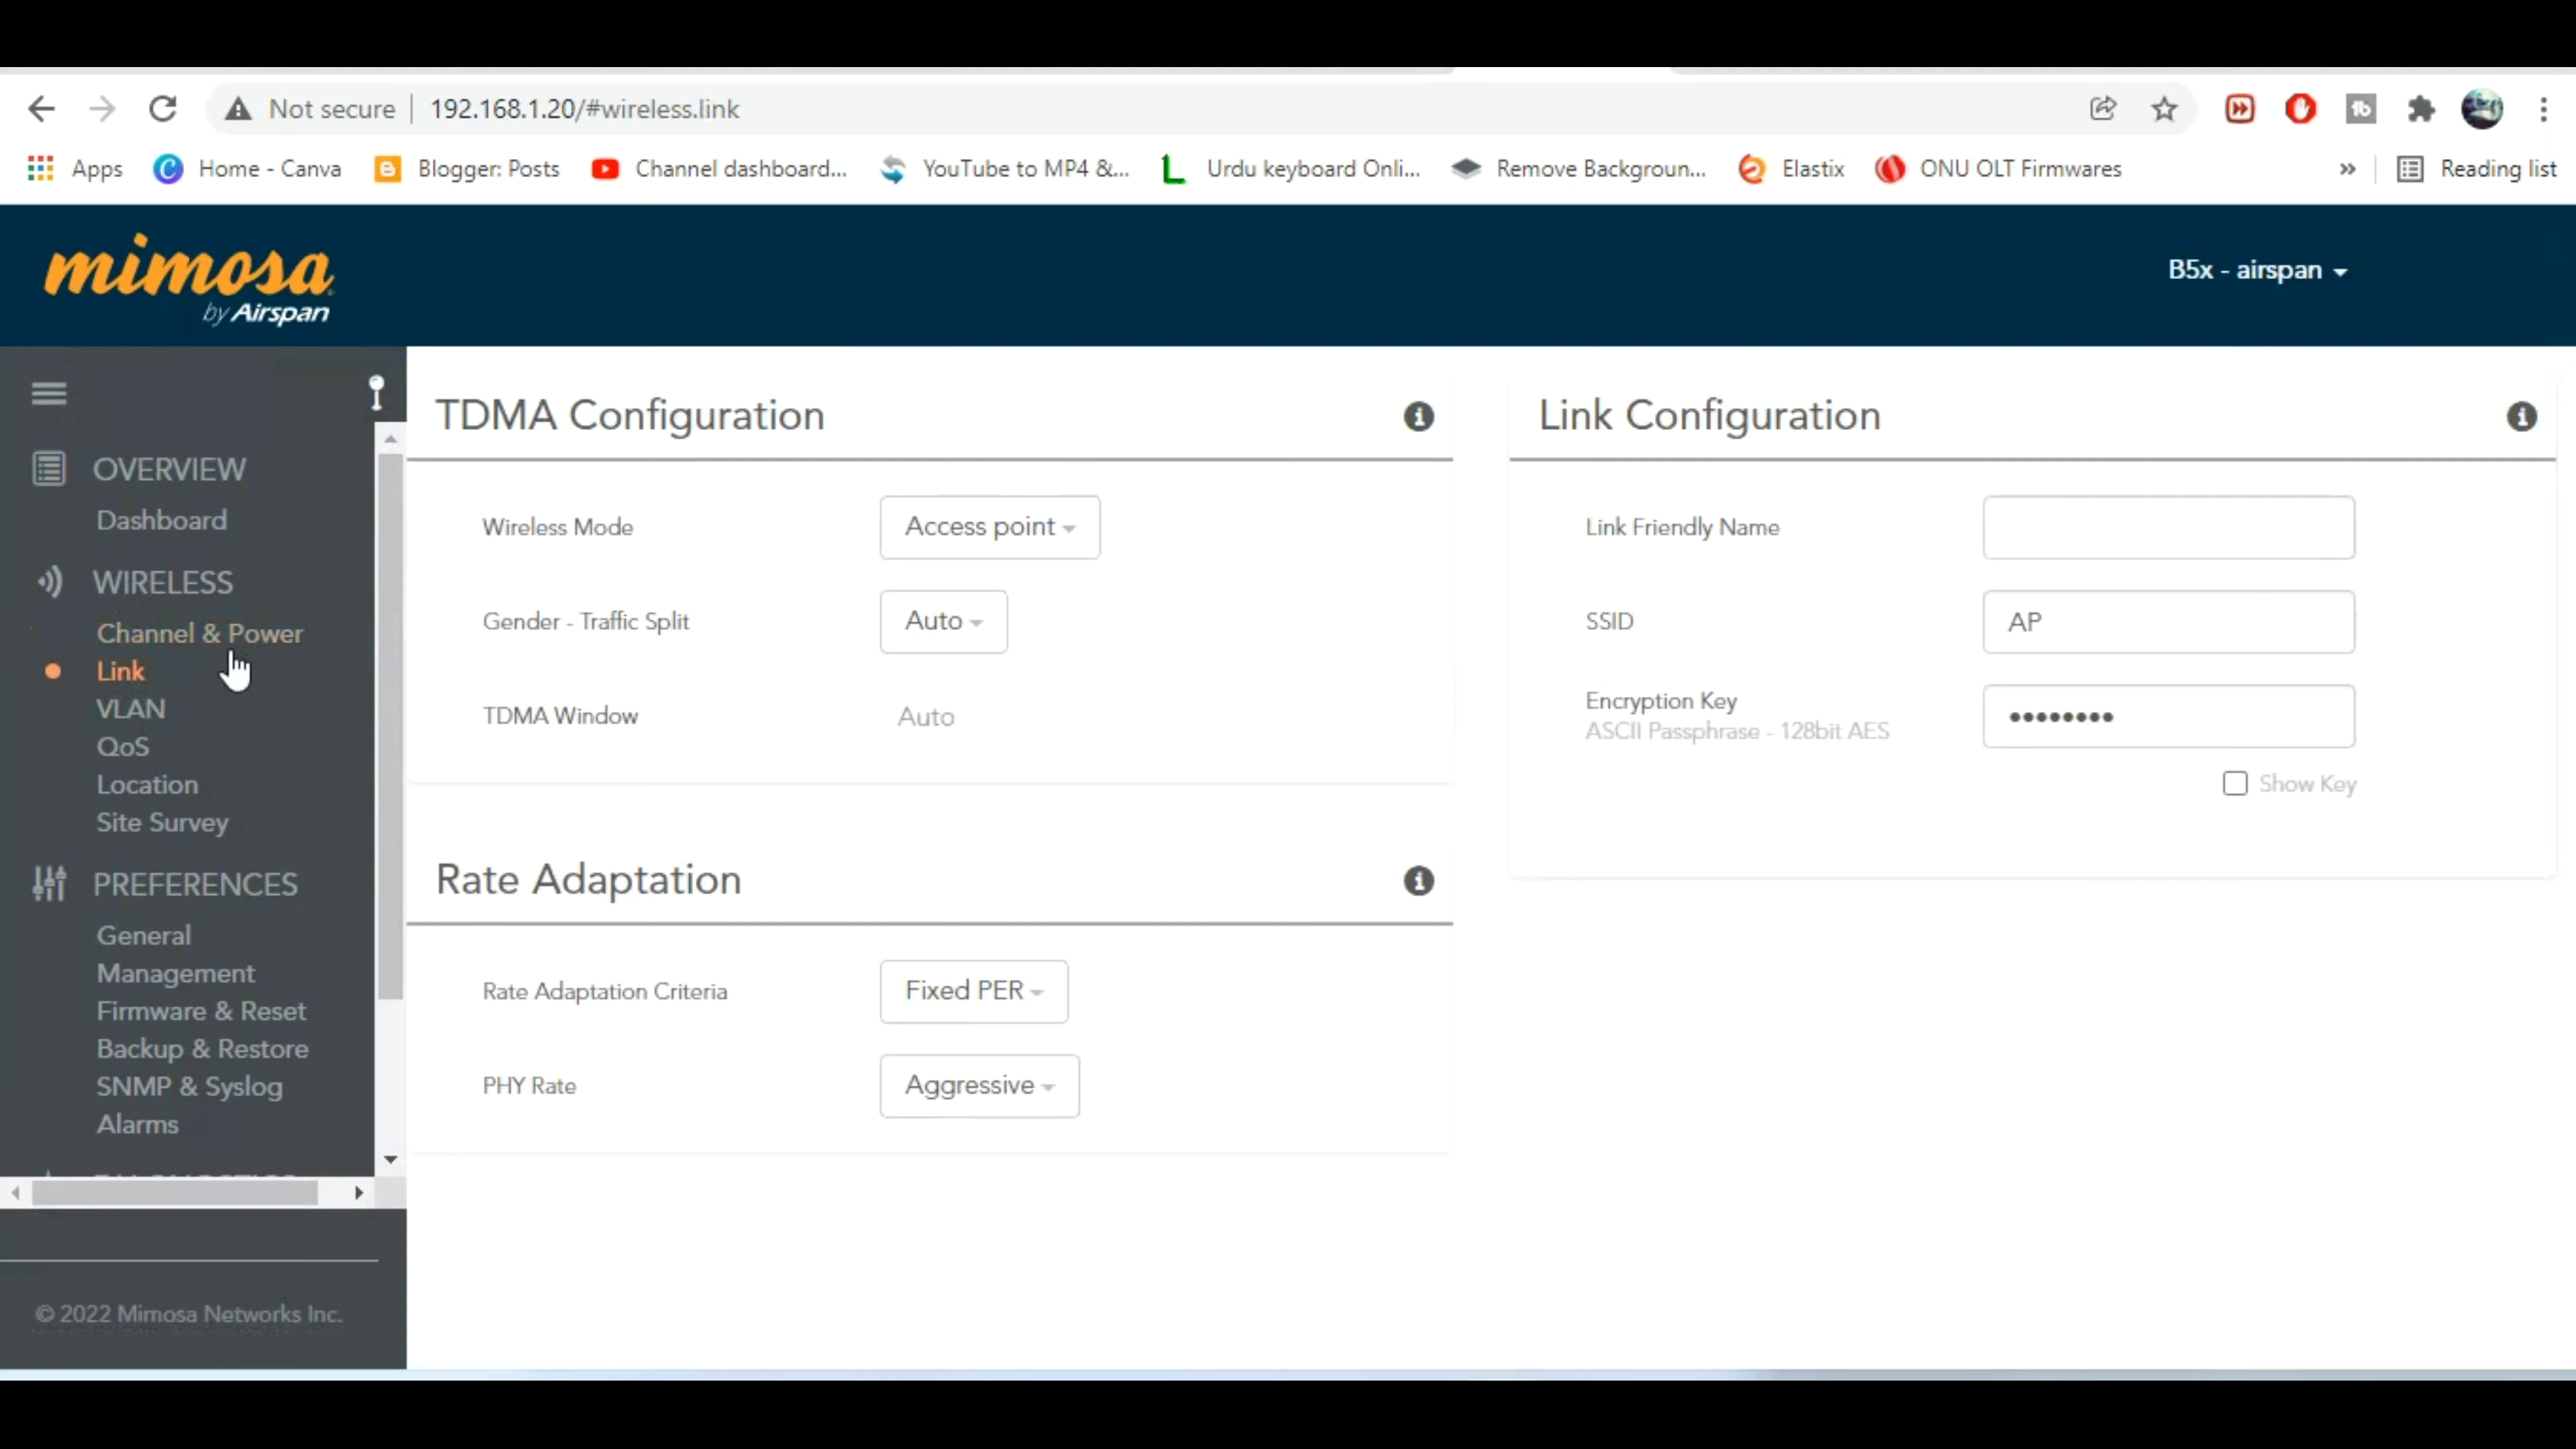 Not secure | 192.168.1.20/#wireless.link
Apps Home - Canva Blogger: Posts Channel dashboard... YouTube to MP4 &... Urdu keyboard Onli... Remove Backgroun... Elastix ONU OLT Firmwares » Reading list
mimosa
by Airspan
B5x - airspan
OVERVIEW
Dashboard
WIRELESS
Channel & Power
Link
VLAN
QoS
Location
Site Survey
PREFERENCES
General
Management
Firmware & Reset
Backup & Restore
SNMP & Syslog
Alarms
© 2022 Mimosa Networks Inc.
TDMA Configuration
Wireless Mode Access point
Gender - Traffic Split Auto
TDMA Window Auto
Rate Adaptation
Rate Adaptation Criteria Fixed PER
PHY Rate Aggressive
Link Configuration
Link Friendly Name
SSID AP
Encryption Key
ASCII Passphrase - 128bit AES
Show Key